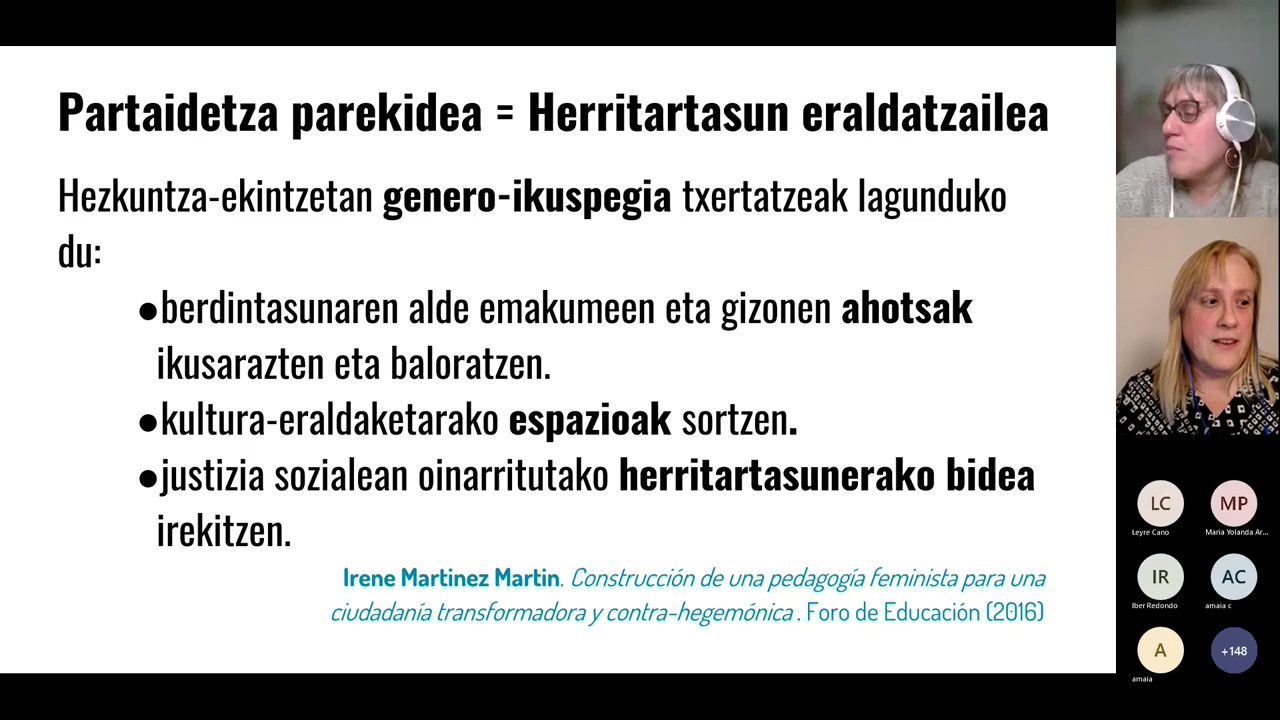 Partaidetza parekidea = Herritartasun eraldatzailea
Hezkuntza-ekintzetan genero-ikuspegia txertatzeak lagunduko
du:
●berdintasunaren alde emakumeen eta gizonen ahotsak
ikusarazten eta baloratzen.
●kultura-eraldaketarako espazioak sortzen.
●justizia sozialean oinarritutako herritartasunerako bidea
irekitzen.
Irene Martinez Martin. Construcción de una pedagogía feminista para una
ciudadanía transformadora y contra-hegemónica . Foro de Educación (2016)
LC
MP
Leyre Cano
Maria Yolanda Ar...
IR
AC
Iber Redondo
amaia c
A
+148
amaia